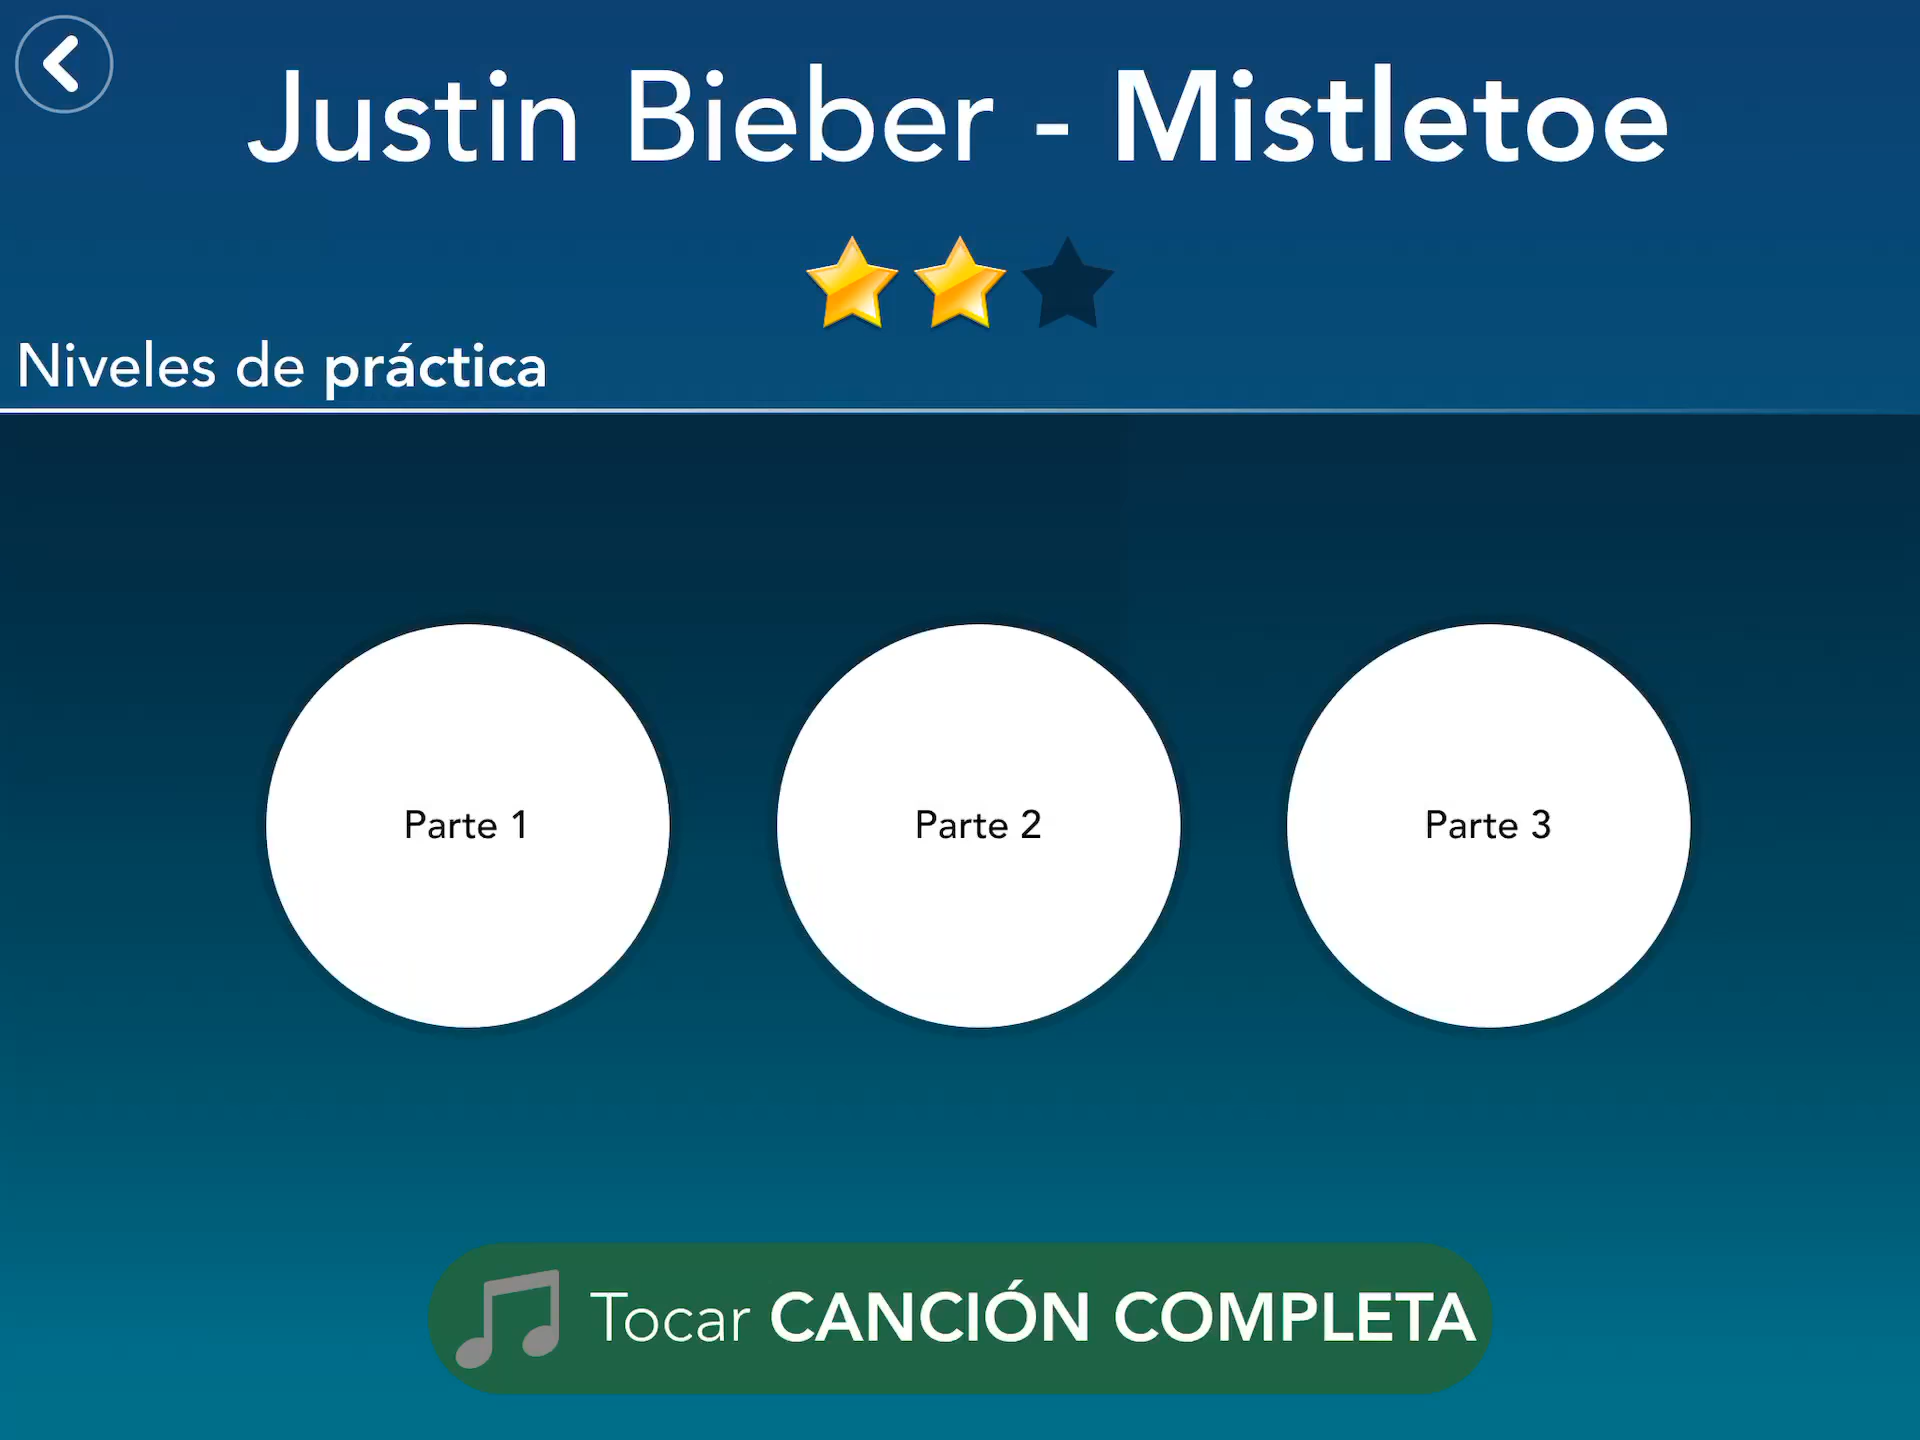 Justin Bieber - Mistletoe
Niveles de práctica
Parte 1
Parte 2
Parte 3
Tocar CANCIÓN COMPLETA